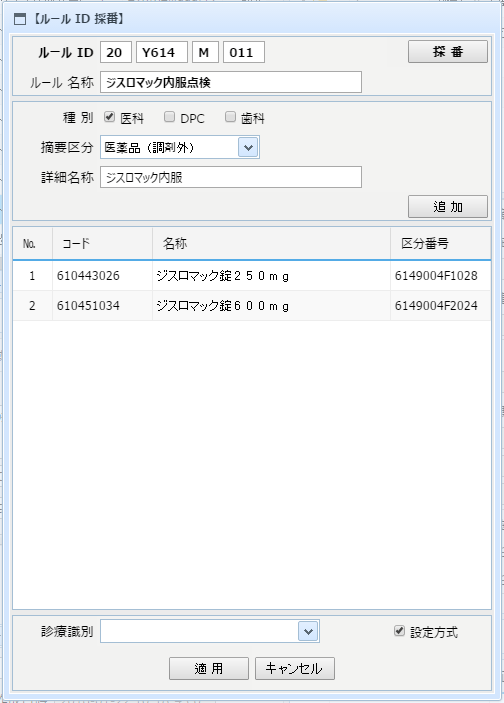 【ルール ID 採番】
ルール ID 20 Y614 M 011 採 番
ルール 名称 ジスロマック内服点検
種 別 医科 DPC 歯科
摘要区分 医薬品（調剤外）
詳細名称 ジスロマック内服
追 加
No. コード 名称 区分番号
1 610443026 ジスロマック錠２５０ｍｇ 6149004F1028
2 610451034 ジスロマック錠６００ｍｇ 6149004F2024
診療識別 設定方式
適 用 キャンセル